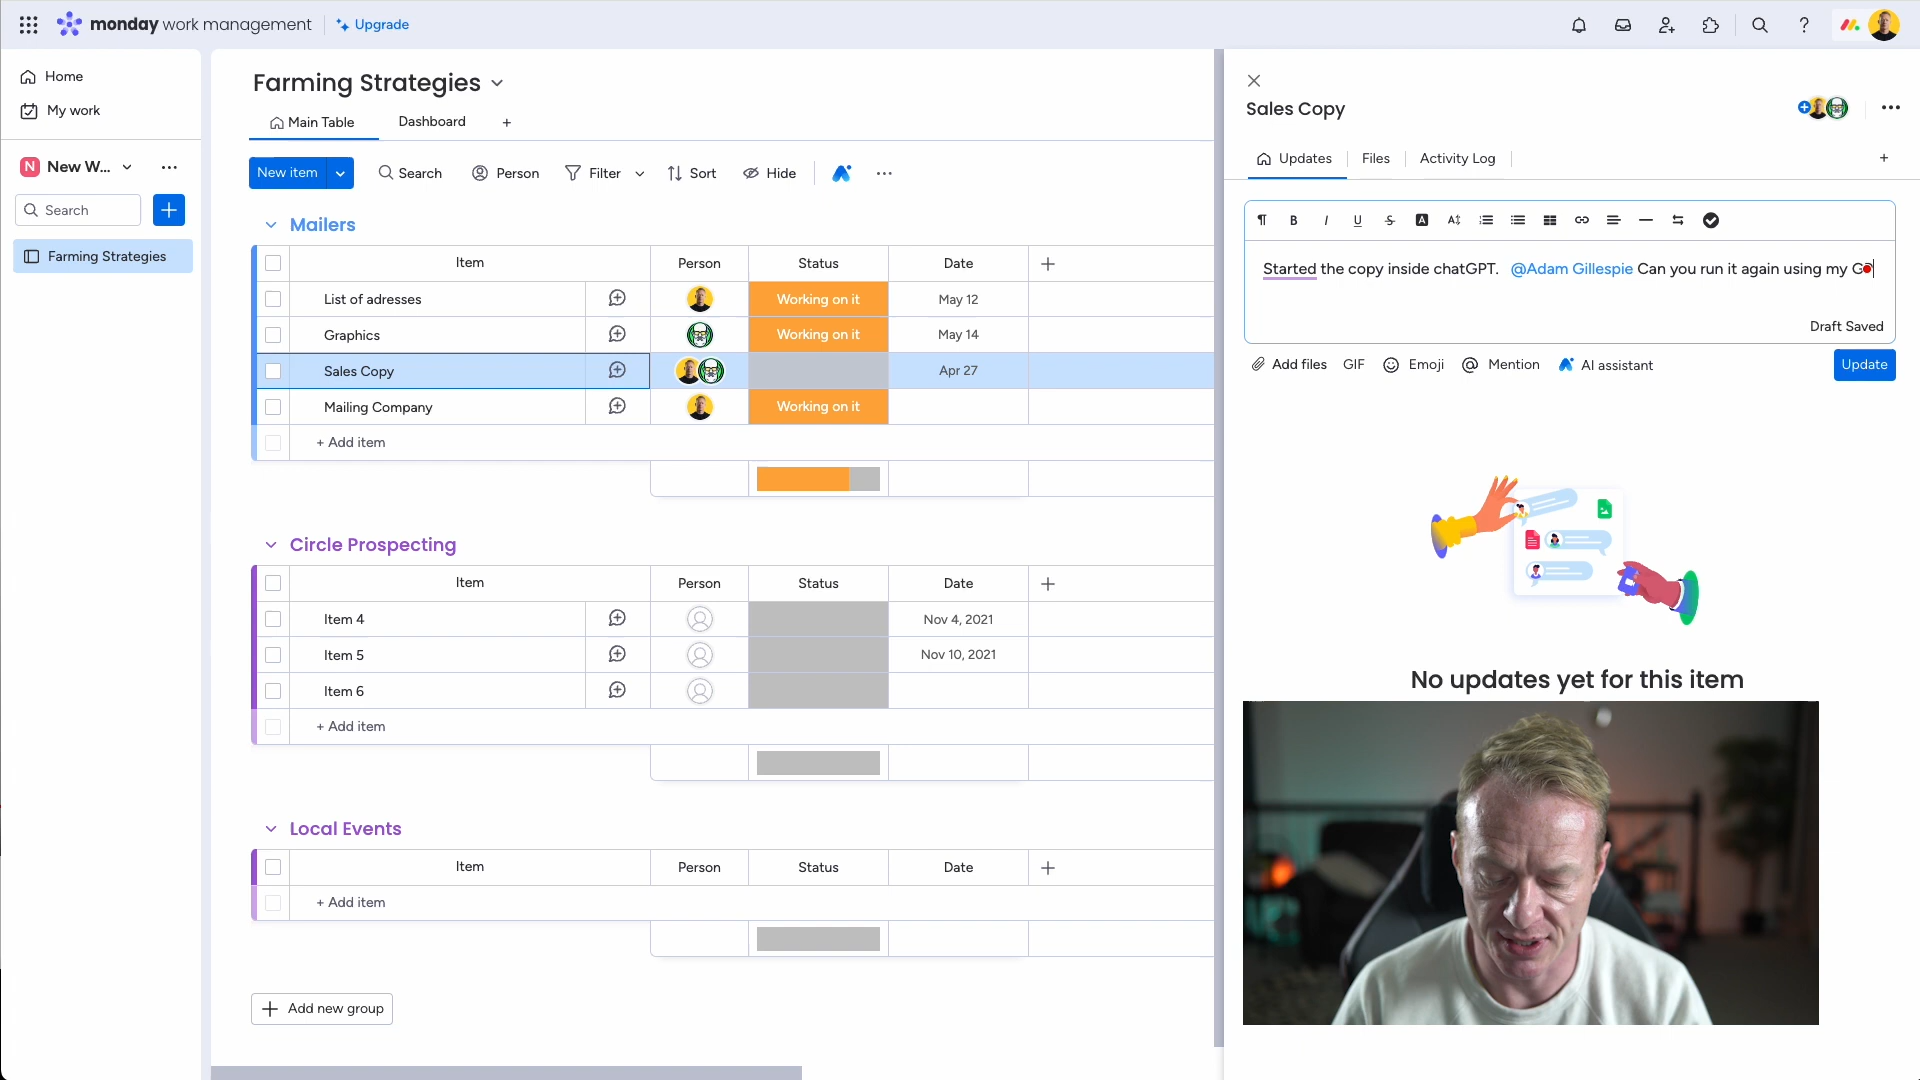 monday work management
Upgrade
Home
My work
N New W...
Search
Farming Strategies
Farming Strategies
Main Table
Dashboard
New item
Search
Person
Filter
Sort
Hide
Mailers
Item Person Status Date
List of adresses Working on it May 12
Graphics Working on it May 14
Sales Copy Apr 27
Mailing Company Working on it
+ Add item
Circle Prospecting
Item Person Status Date
Item 4 Nov 4, 2021
Item 5 Nov 10, 2021
Item 6
+ Add item
Local Events
Item Person Status Date
+ Add item
Add new group
Sales Copy
Updates
Files
Activity Log
Started the copy inside chatGPT. @Adam Gillespie Can you run it again using my
Draft Saved
Add files
GIF
Emoji
Mention
AI assistant
Update
No updates yet for this item